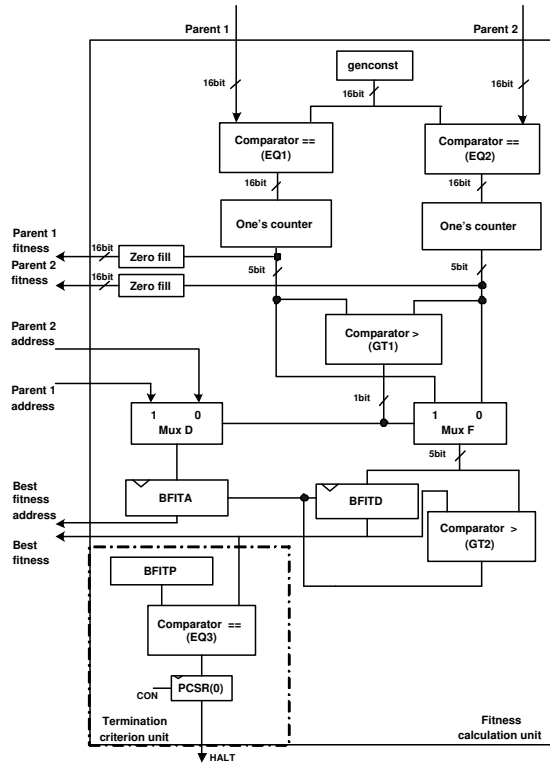 Parent 1
Parent 2
genconst
16bit
16bit
16bit
Comparator ==
(EQ1)
Comparator ==
(EQ2)
16bit
16bit
One's counter
One's counter
Parent 1
fitness
16bit
Zero fill
5bit
5bit
Parent 2
fitness
16bit
Zero fill
Comparator >
(GT1)
Parent 2
address
Parent 1
address
1bit
1 0
Mux D
1 0
Mux F
5bit
BFITA
BFITD
Best
fitness
address
Comparator >
(GT2)
Best
fitness
BFITP
Comparator ==
(EQ3)
PCSR(0)
CON
Termination
criterion unit
Fitness
calculation unit
HALT